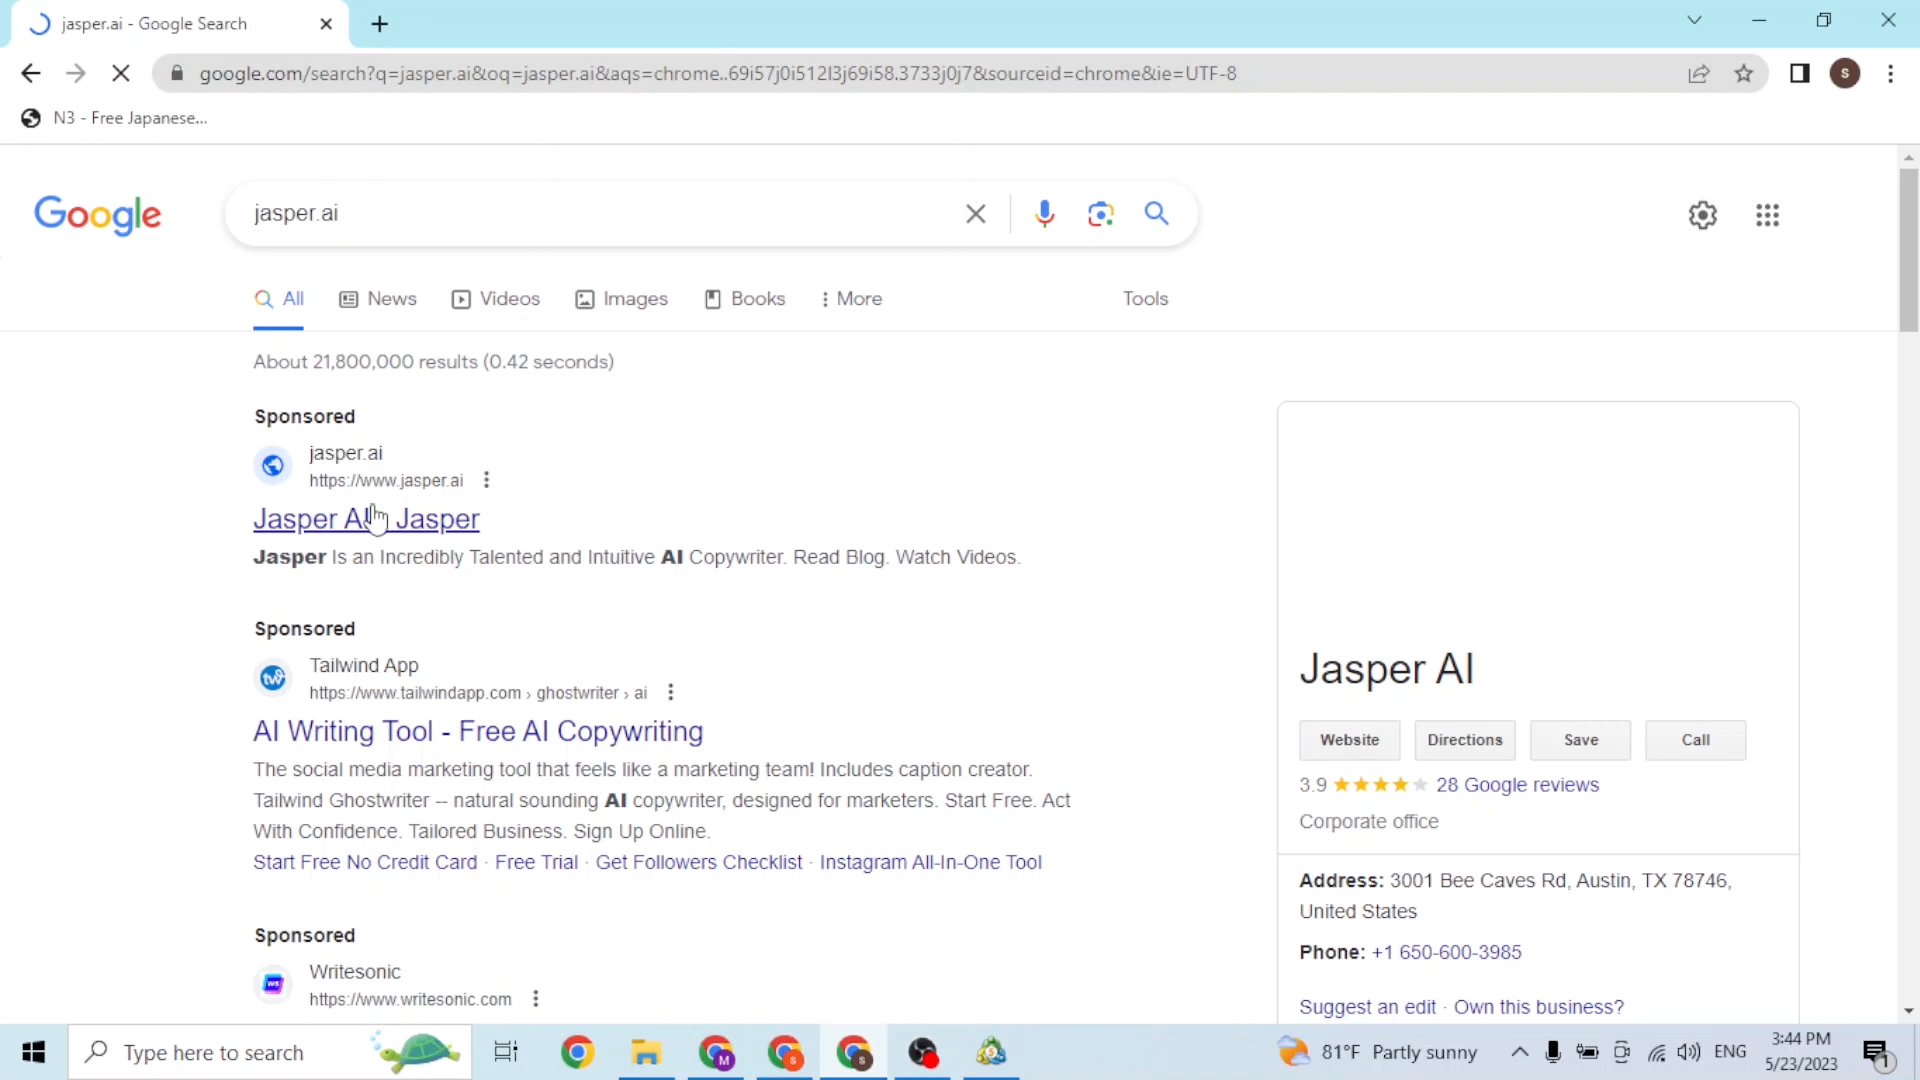 jasper.ai - Google Search
google.com/search?q=jasper.ai&oq=jasper.ai&aqs=chrome..69i57j0i512l3j69i58.3733j0j7&sourceid=chrome&ie=UTF-8
S
N3 - Free Japanese...
Google
jasper.ai
All
News
Videos
Images
Books
More
Tools
About 21,800,000 results (0.42 seconds)
Sponsored
jasper.ai
https://www.jasper.ai
Jasper AI Jasper
Jasper Is an Incredibly Talented and Intuitive AI Copywriter. Read Blog. Watch Videos.
Sponsored
Tailwind App
https://www.tailwindapp.com › ghostwriter › ai
AI Writing Tool - Free AI Copywriting
The social media marketing tool that feels like a marketing team! Includes caption creator.
Tailwind Ghostwriter -- natural sounding AI copywriter, designed for marketers. Start Free. Act
With Confidence. Tailored Business. Sign Up Online.
Start Free No Credit Card · Free Trial · Get Followers Checklist · Instagram All-In-One Tool
Sponsored
Writesonic
https://www.writesonic.com
Jasper AI
Website
Directions
Save
Call
3.9
28 Google reviews
Corporate office
Address: 3001 Bee Caves Rd, Austin, TX 78746,
United States
Phone: +1 650-600-3985
Suggest an edit · Own this business?
Type here to search
M
S
S
81°F Partly sunny
ENG
3:44 PM
5/23/2023
1